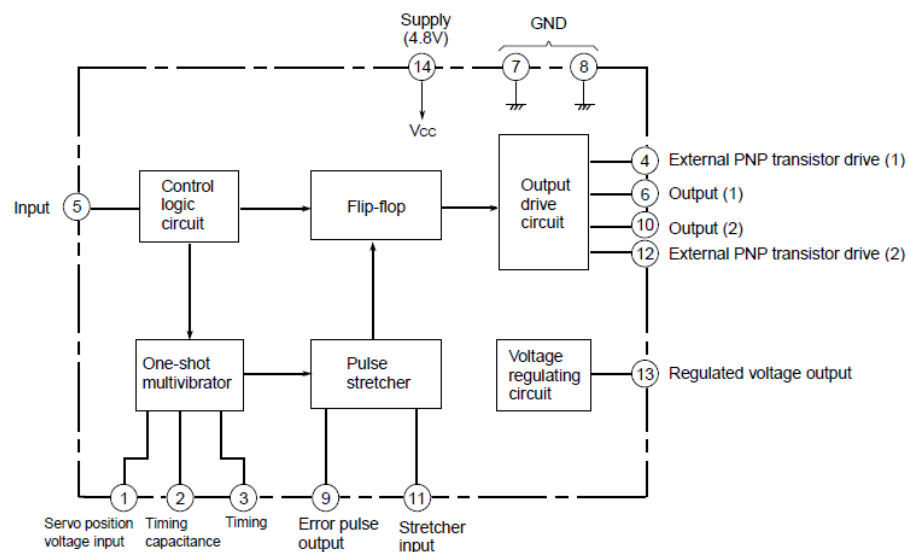 Supply
(4.8V)
GND
14
7
8
Vcc
Input
5
Control
logic
circuit
Flip-flop
Output
drive
circuit
4
External PNP transistor drive (1)
6
Output (1)
10
Output (2)
12
External PNP transistor drive (2)
One-shot
multivibrator
Pulse
stretcher
Voltage
regulating
circuit
13
Regulated voltage output
1
2
3
9
11
Servo position
voltage input
Timing
capacitance
Timing
Error pulse
output
Stretcher
input